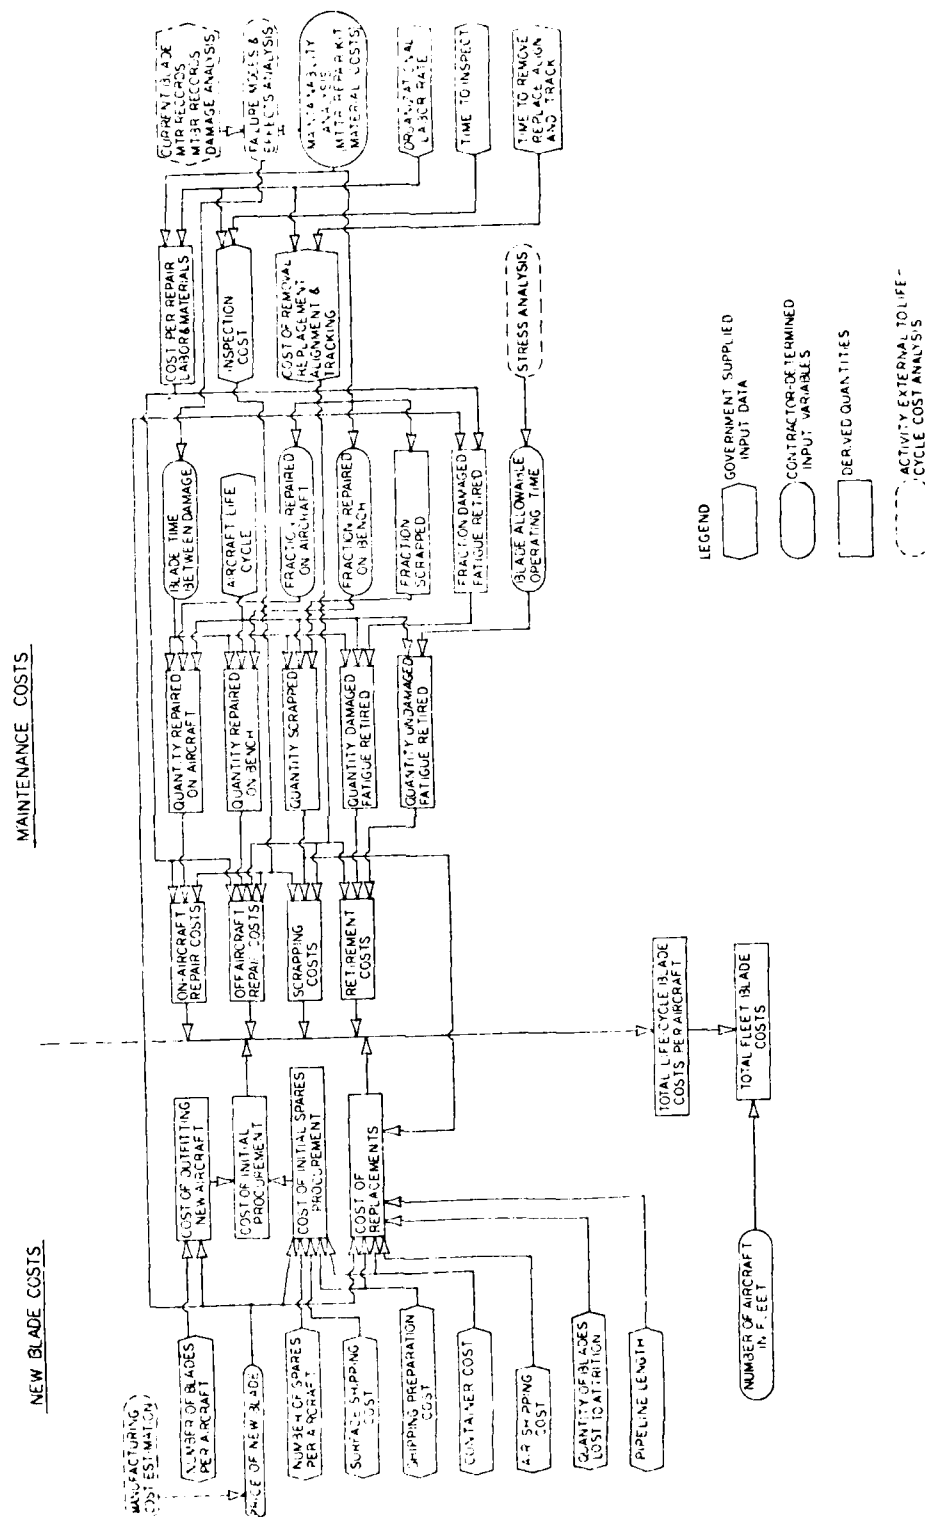 NEW BLADE COSTS
MAINTENANCE COSTS
MANUFACTURING
COST ESTIMATION
NUMBER OF BLADES
PER AIRCRAFT
PRICE OF NEW BLADE
NUMBER OF SPARES
PER AIRCRAFT
SURFACE SHIPPING
COST
SHIPPING PREPARATION
COST
CONTAINER COST
AIR SHIPPING
COST
QUANTITY OF BLADES
LOST TO ATTRITION
PIPELINE LENGTH
NUMBER OF AIRCRAFT
IN FLEET
COST OF OUTFITTING
NEW AIRCRAFT
COST OF INITIAL
PROCUREMENT
COST OF INITIAL SPARES
PROCUREMENT
COST OF
REPLACEMENTS
TOTAL LIFE-CYCLE BLADE
COSTS PER AIRCRAFT
TOTAL FLEET BLADE
COSTS
ON-AIRCRAFT
REPAIR COSTS
OFF AIRCRAFT
REPAIR COSTS
SCRAPPING
COSTS
RETIREMENT
COSTS
QUANTITY REPAIRED
ON AIRCRAFT
QUANTITY REPAIRED
ON BENCH
QUANTITY SCRAPPED
QUANTITY DAMAGED
FATIGUE RETIRED
QUANTITY UNDAMAGED
FATIGUE RETIRED
BLADE TIME
BETWEEN DAMAGE
AIRCRAFT LIFE
CYCLE
FRACTION REPAIRED
ON AIRCRAFT
FRACTION REPAIRED
ON BENCH
FRACTION
SCRAPPED
FRACTION DAMAGED
FATIGUE RETIRED
BLADE ALLOWABLE
OPERATING TIME
COST PER REPAIR
LABOR & MATERIALS
INSPECTION
COST
COST OF REMOVAL
REPLACEMENT
ALIGNMENT &
TRACKING
STRESS ANALYSIS
CURRENT BLADE
MTR RECORDS
MTBR RECORDS
DAMAGE ANALYSIS
FAILURE MODES &
EFFECTS ANALYSIS
MAINTAINABILITY
ANALYSIS
MTTR REPAIR KIT
MATERIAL COSTS
ORGANIZATIONAL
LABOR RATE
TIME TO INSPECT
TIME TO REMOVE
REPLACE ALIGN
AND TRACK
LEGEND
GOVERNMENT SUPPLIED
INPUT DATA
CONTRACTOR-DETERMINED
INPUT VARIABLES
DERIVED QUANTITIES
ACTIVITY EXTERNAL TO LIFE-
CYCLE COST ANALYSIS